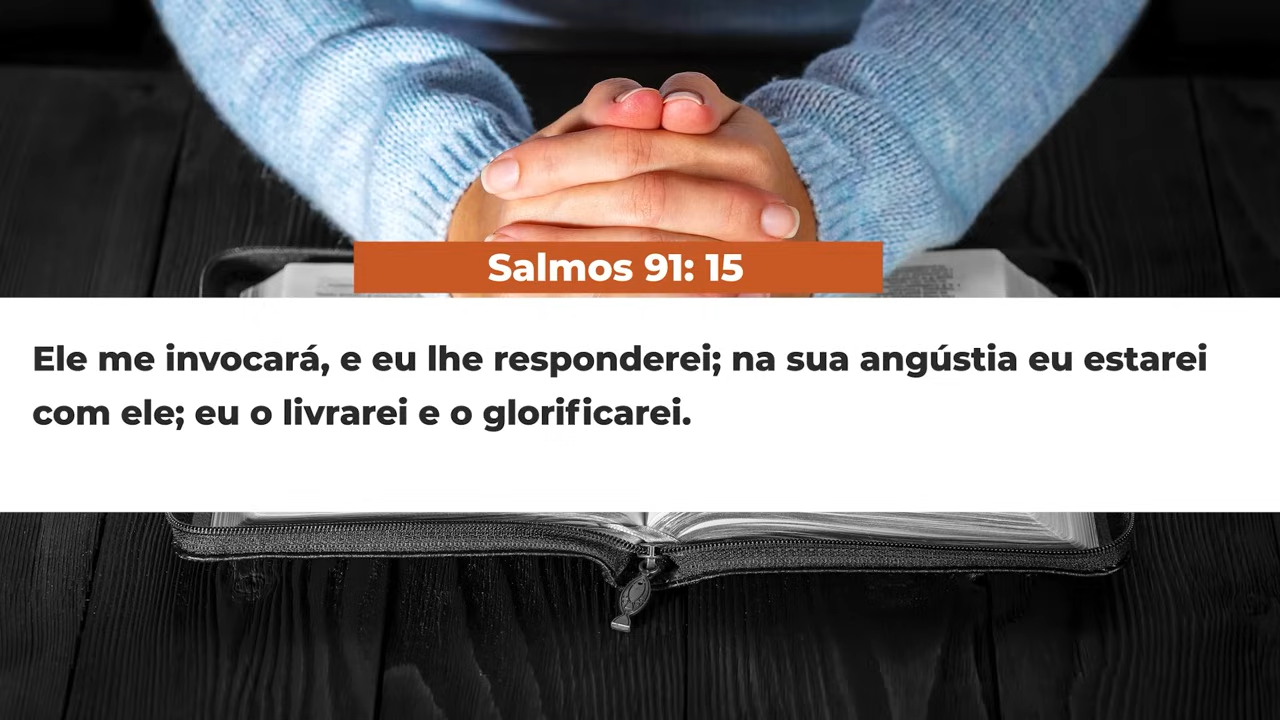 Salmos 91: 15
Ele me invocará, e eu lhe responderei; na sua angústia eu estarei
com ele; eu o livrarei e o glorificarei.